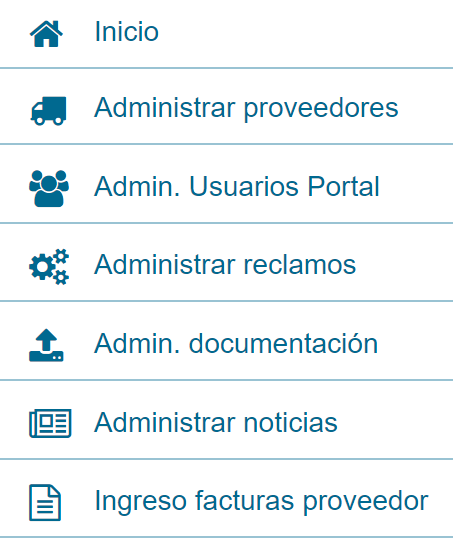 Inicio
Administrar proveedores
Admin. Usuarios Portal
Administrar reclamos
Admin. documentación
Administrar noticias
Ingreso facturas proveedor